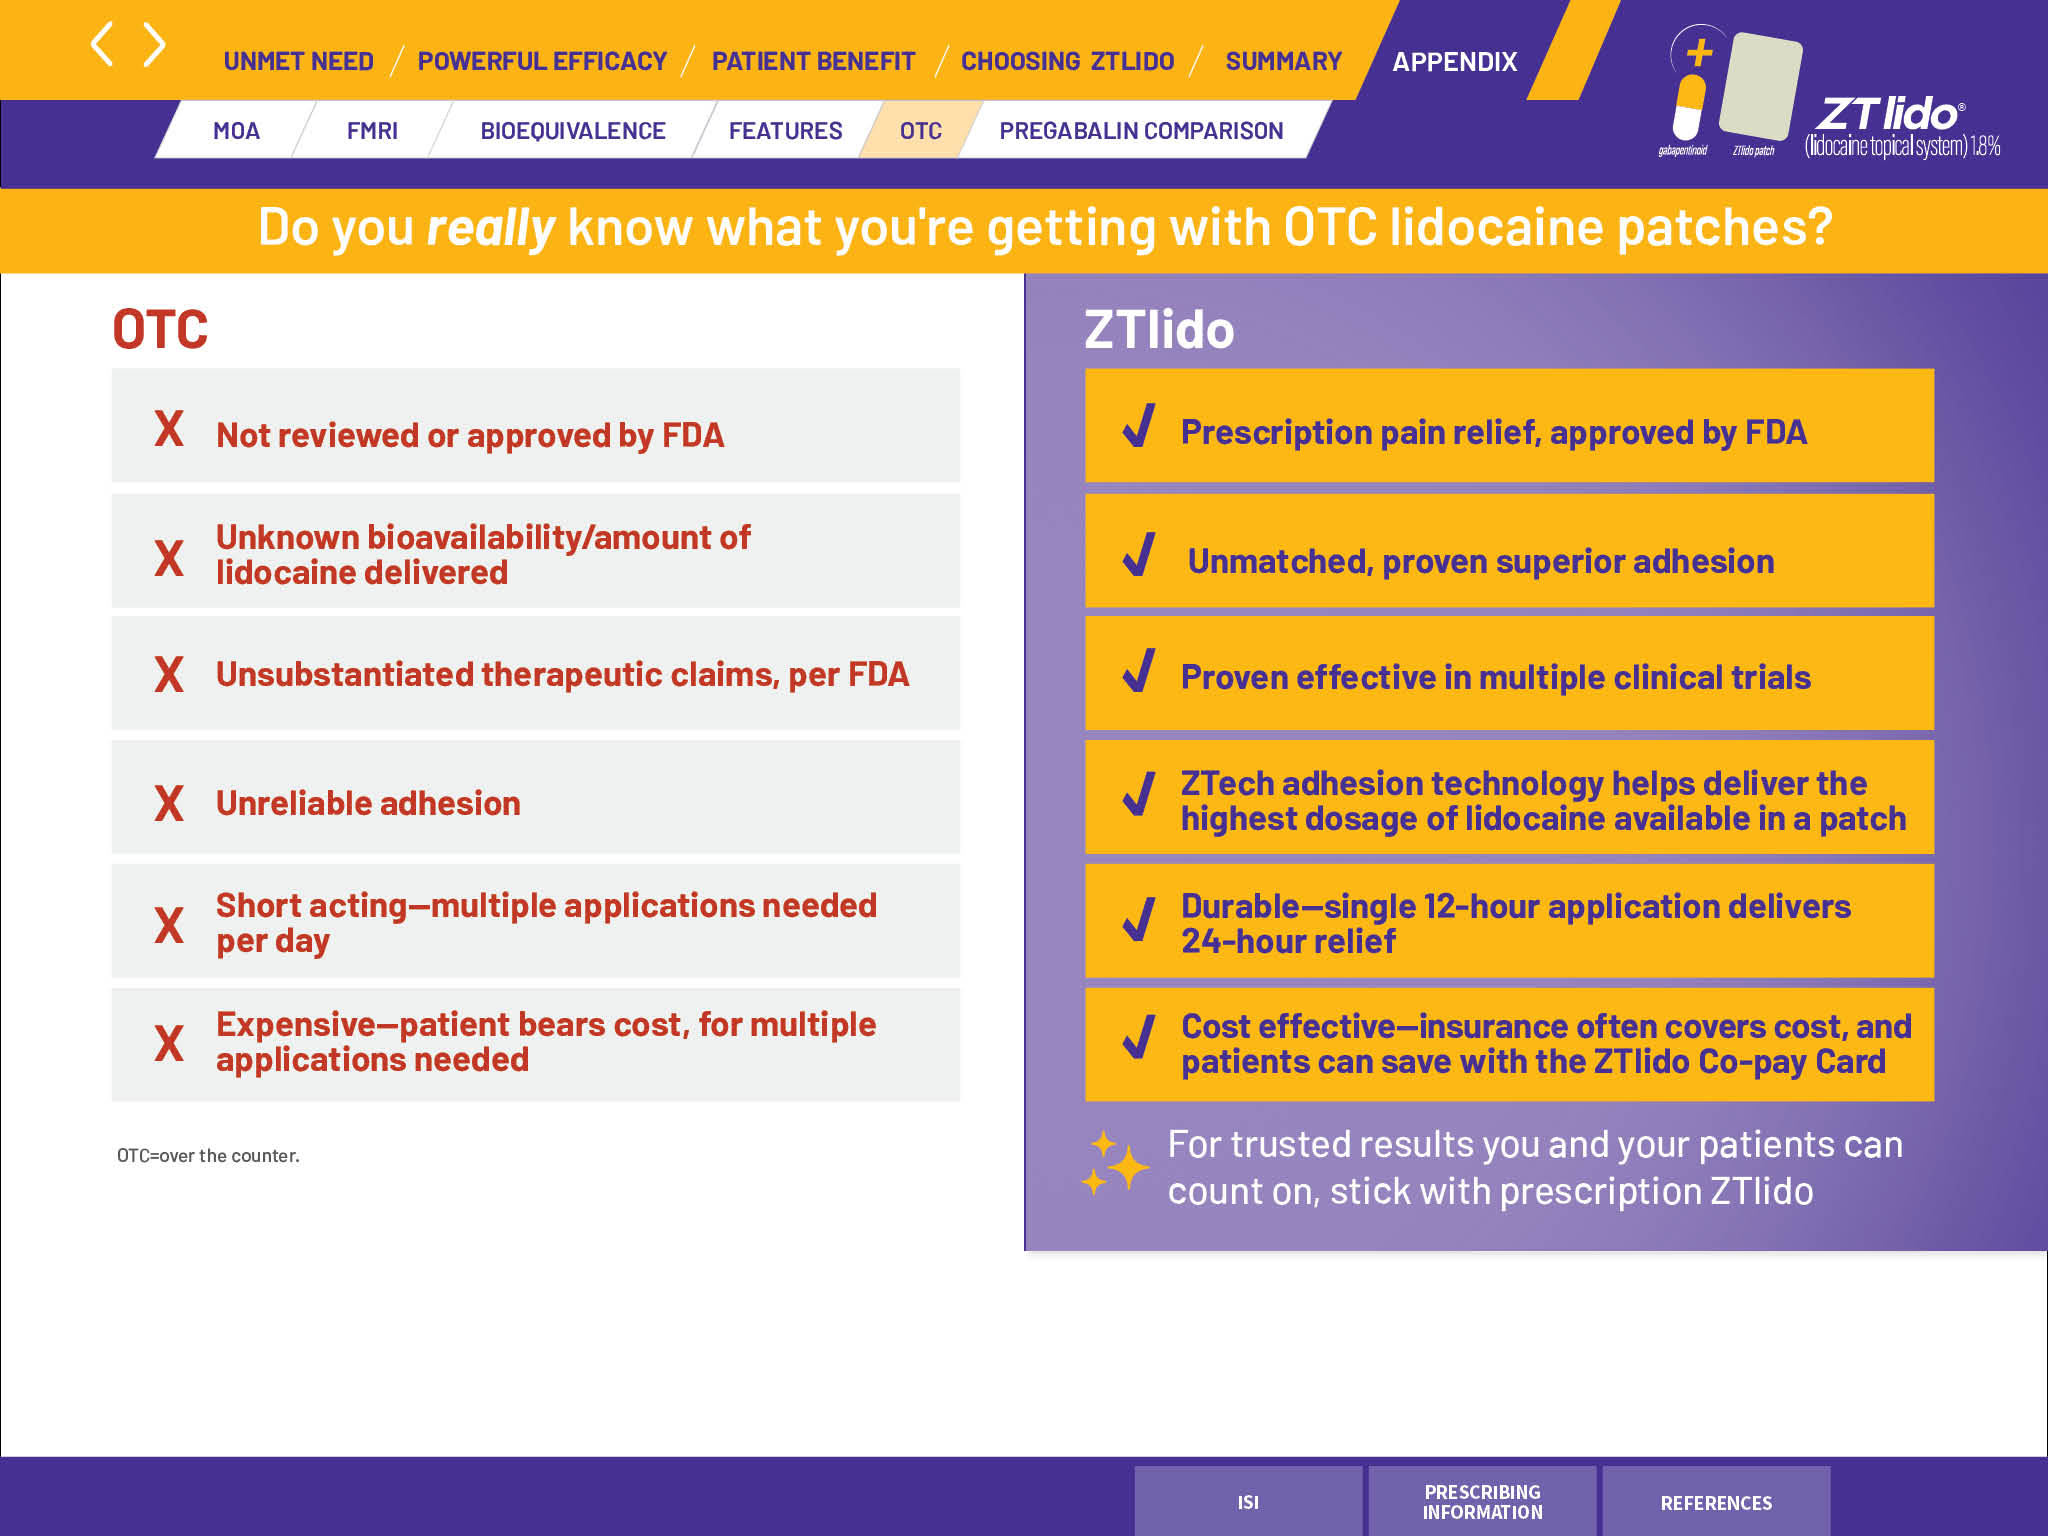 UNMET NEED / POWERFUL EFFICACY / PATIENT BENEFIT / CHOOSING ZTLIDO / SUMMARY
APPENDIX
MOA
FMRI
BIOEQUIVALENCE
FEATURES
OTC
PREGABALIN COMPARISON
gabapentinoid
ZTlido patch
ZTlido®
(lidocaine topical system) 1.8%
Do you really know what you're getting with OTC lidocaine patches?
OTC
X Not reviewed or approved by FDA
X Unknown bioavailability/amount of
lidocaine delivered
X Unsubstantiated therapeutic claims, per FDA
X Unreliable adhesion
X Short acting—multiple applications needed
per day
X Expensive—patient bears cost, for multiple
applications needed
OTC=over the counter.
ZTlido
Prescription pain relief, approved by FDA
Unmatched, proven superior adhesion
Proven effective in multiple clinical trials
ZTech adhesion technology helps deliver the
highest dosage of lidocaine available in a patch
Durable—single 12-hour application delivers
24-hour relief
Cost effective—insurance often covers cost, and
patients can save with the ZTlido Co-pay Card
For trusted results you and your patients can
count on, stick with prescription ZTlido
ISI
PRESCRIBING
INFORMATION
REFERENCES